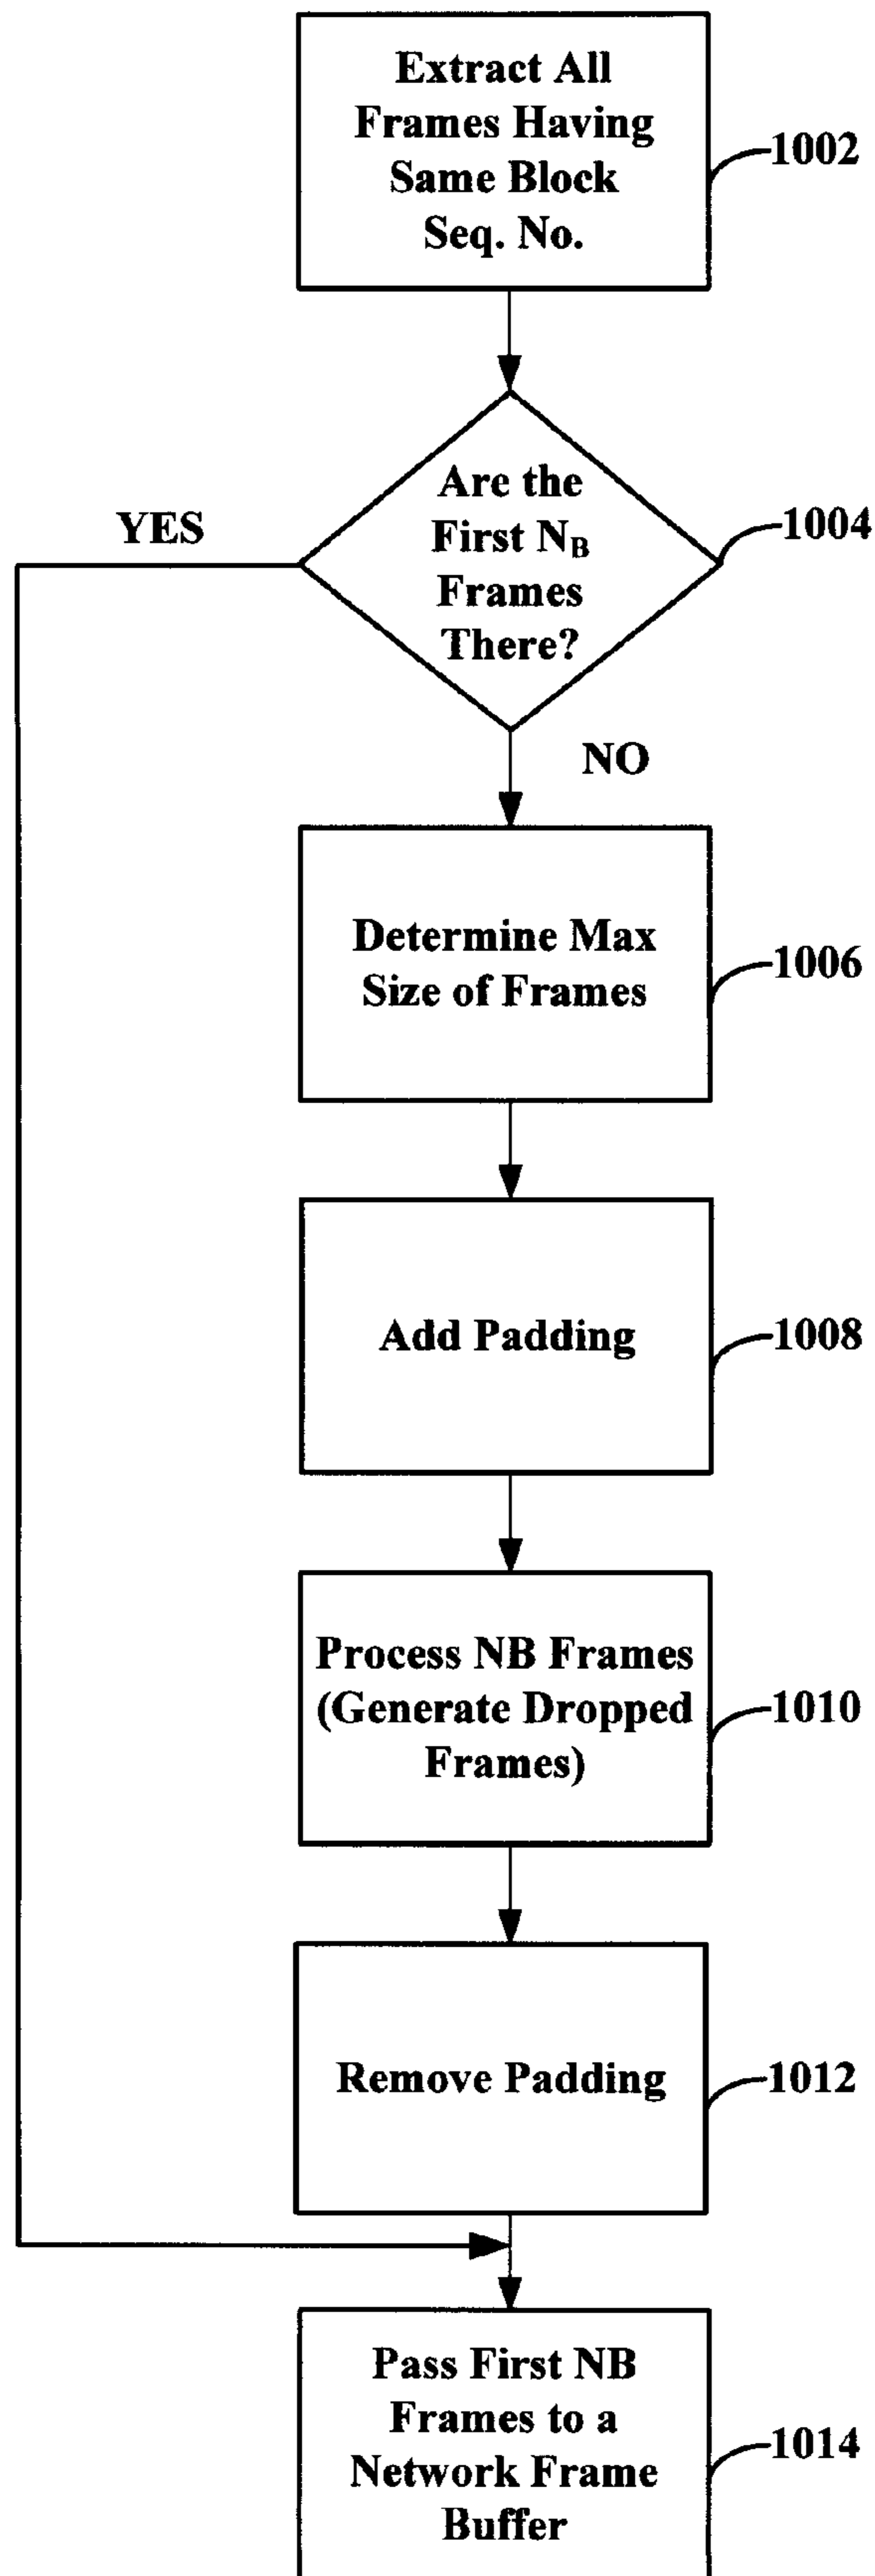 Extract All
Frames Having
Same Block
Seq. No.
1002
Are the
First N_B
Frames
There?
1004
YES
NO
Determine Max
Size of Frames
1006
Add Padding
1008
Process NB Frames
(Generate Dropped
Frames)
1010
Remove Padding
1012
Pass First NB
Frames to a
Network Frame
Buffer
1014